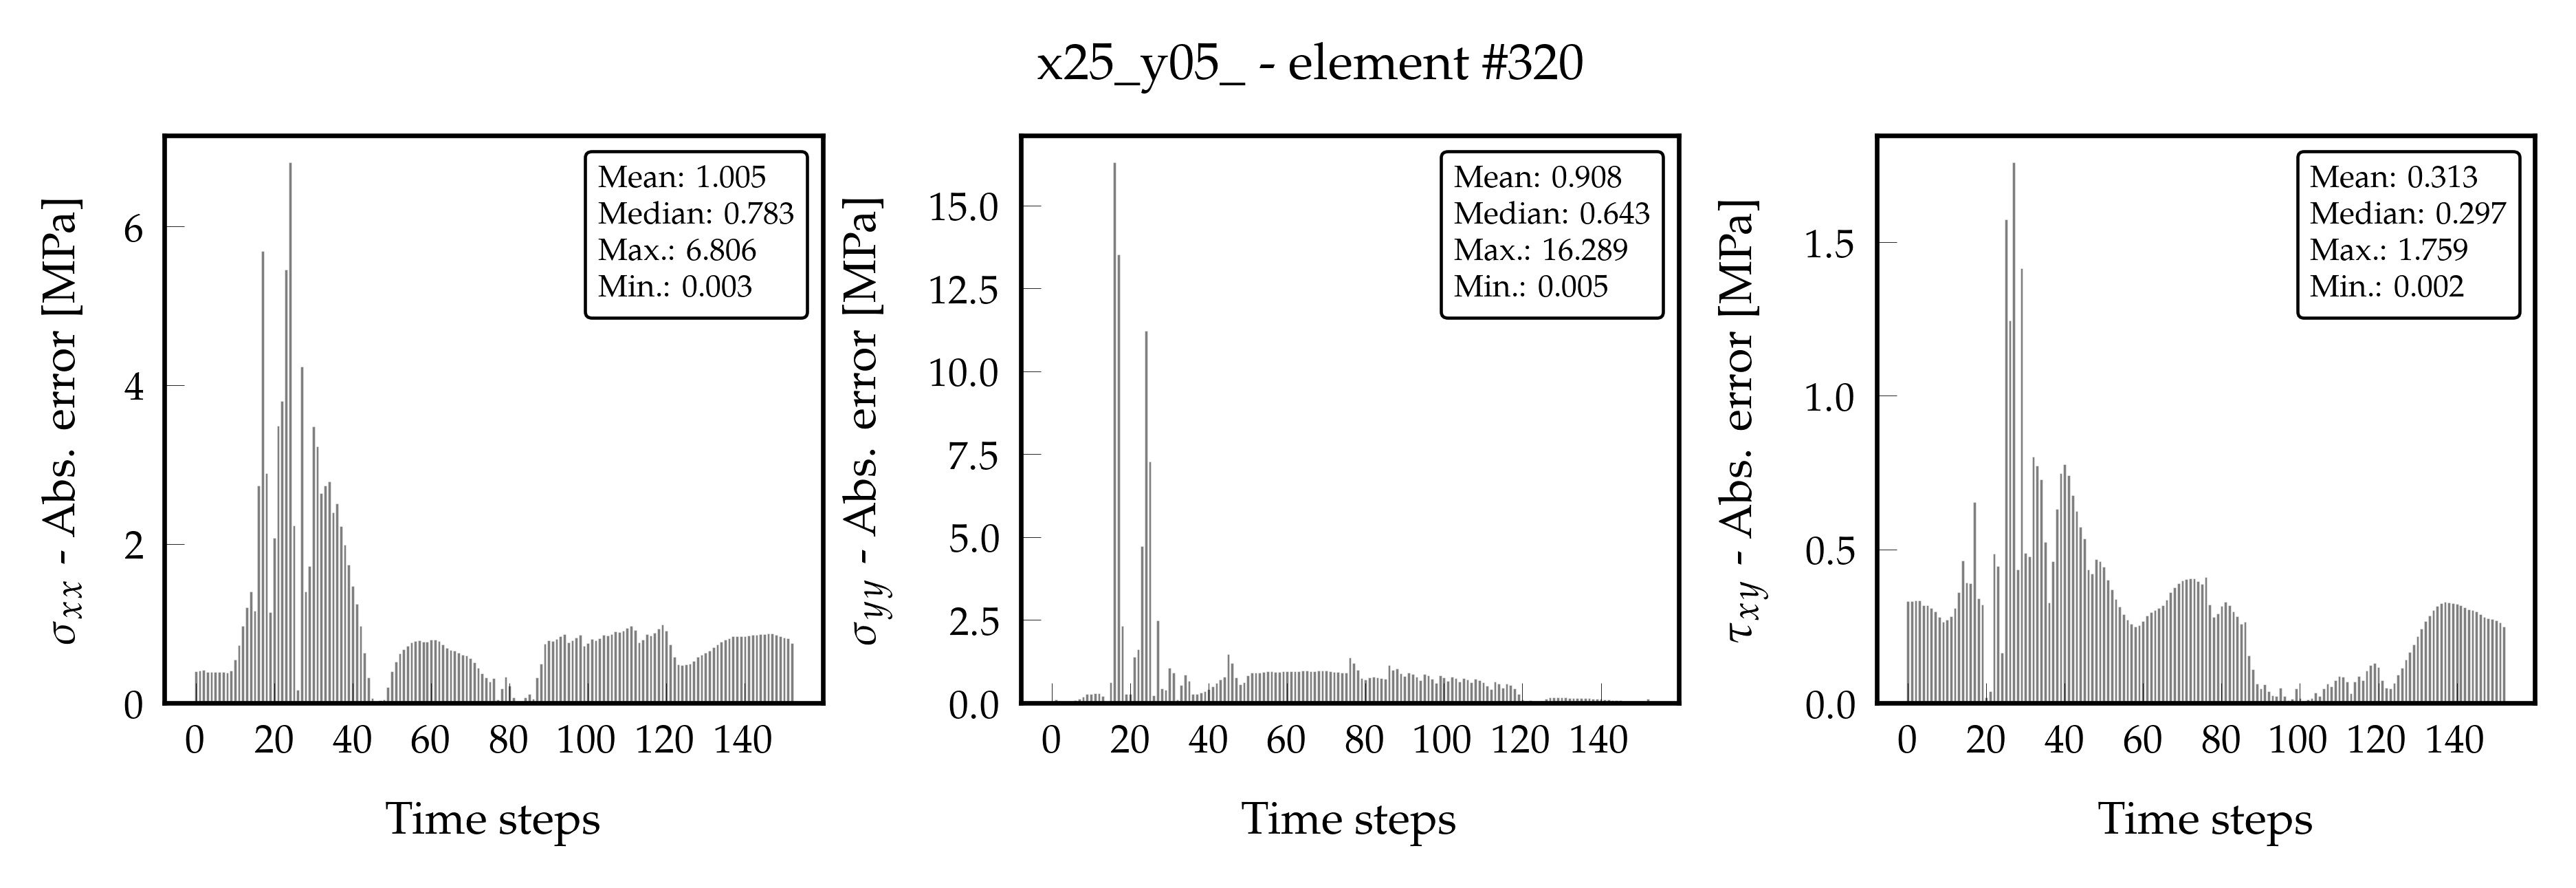 x25_y05_ - element #320
σxx - Abs. error [MPa]
6
4
2
0
Mean: 1.005
Median: 0.783
Max.: 6.806
Min.: 0.003
0 20 40 60 80 100 120 140
Time steps
σyy - Abs. error [MPa]
15.0
12.5
10.0
7.5
5.0
2.5
0.0
Mean: 0.908
Median: 0.643
Max.: 16.289
Min.: 0.005
0 20 40 60 80 100 120 140
Time steps
τxy - Abs. error [MPa]
1.5
1.0
0.5
0.0
Mean: 0.313
Median: 0.297
Max.: 1.759
Min.: 0.002
0 20 40 60 80 100 120 140
Time steps